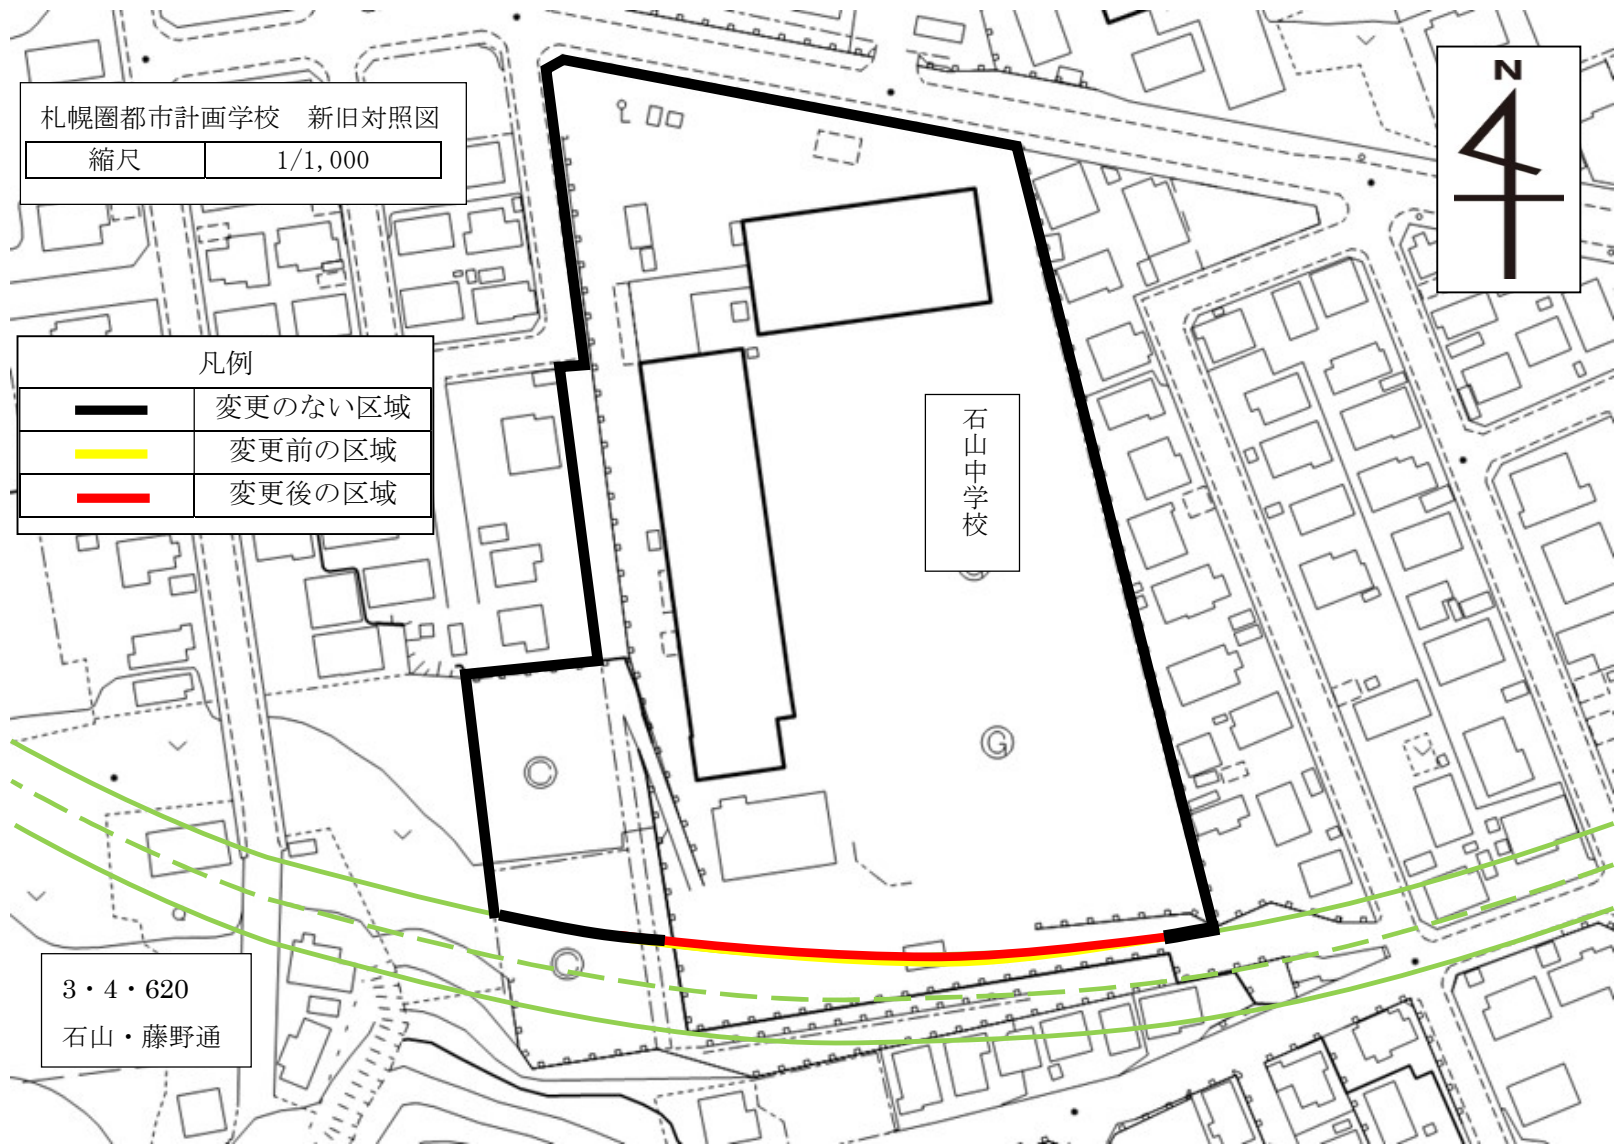 札幌圏都市計画学校　新旧対照図
縮尺 1/1,000
N
凡例
変更のない区域
変更前の区域
変更後の区域
石山中学校
G
C
C
3・4・620
石山・藤野通